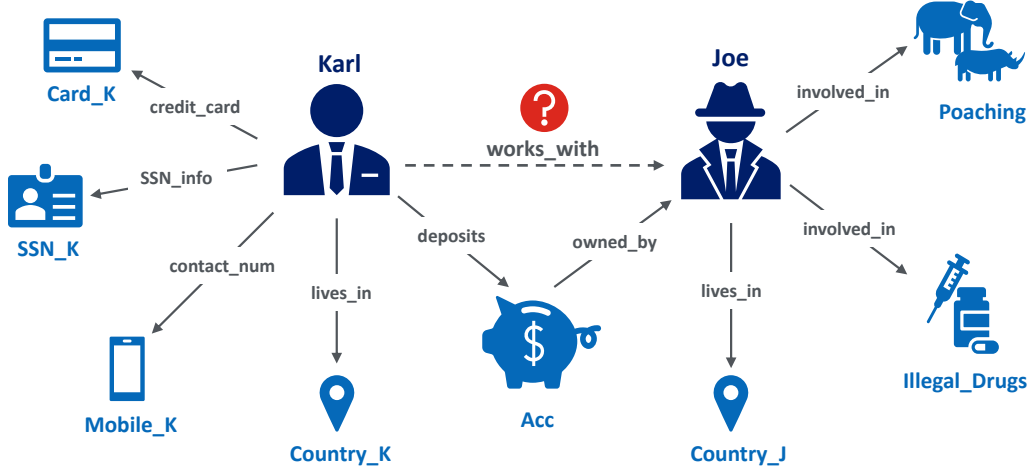 Karl
Joe
Card_K
credit_card
?
works_with
involved_in
Poaching
SSN_info
SSN_K
deposits
owned_by
involved_in
contact_num
lives_in
lives_in
$
Illegal_Drugs
Mobile_K
Country_K
Acc
Country_J